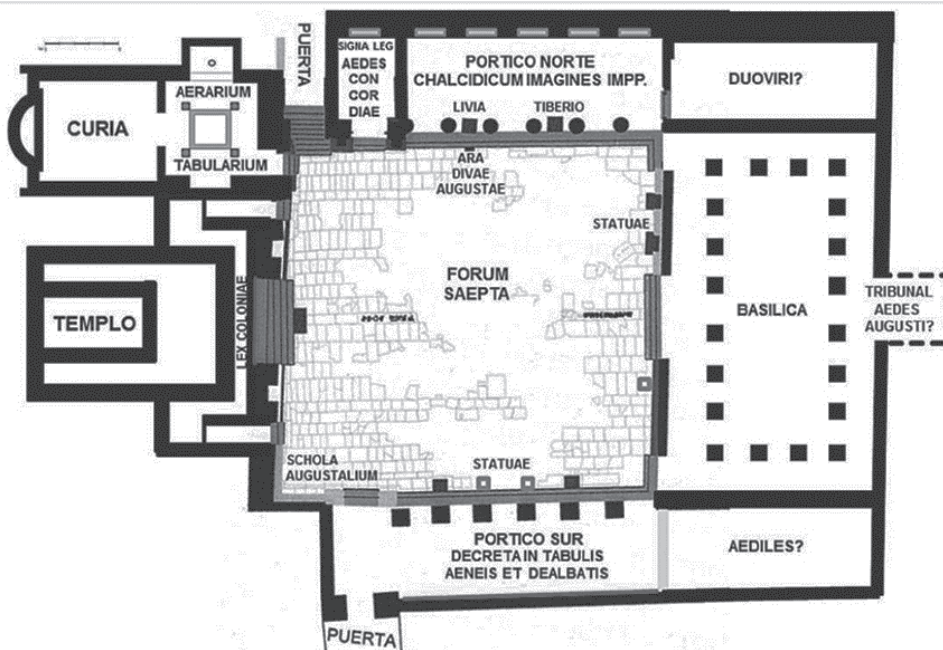 PUERTA
SIGNA LEG
AEDES
CON
COR
DIAE
PORTICO NORTE
CHALCIDICUM IMAGINES IMPP.
LIVIA
TIBERIO
DUOVIRI?
CURIA
AERARIUM
TABULARIUM
ARA
DIVAE
AUGUSTAE
STATUAE
FORUM
SAEPTA
BASILICA
TRIBUNAL
AEDES
AUGUSTI?
TEMPLO
LEX COLONIAE
SCHOLA
AUGUSTALIUM
STATUAE
PORTICO SUR
DECRETA IN TABULIS
AENEIS ET DEALBATIS
AEDILES?
PUERTA